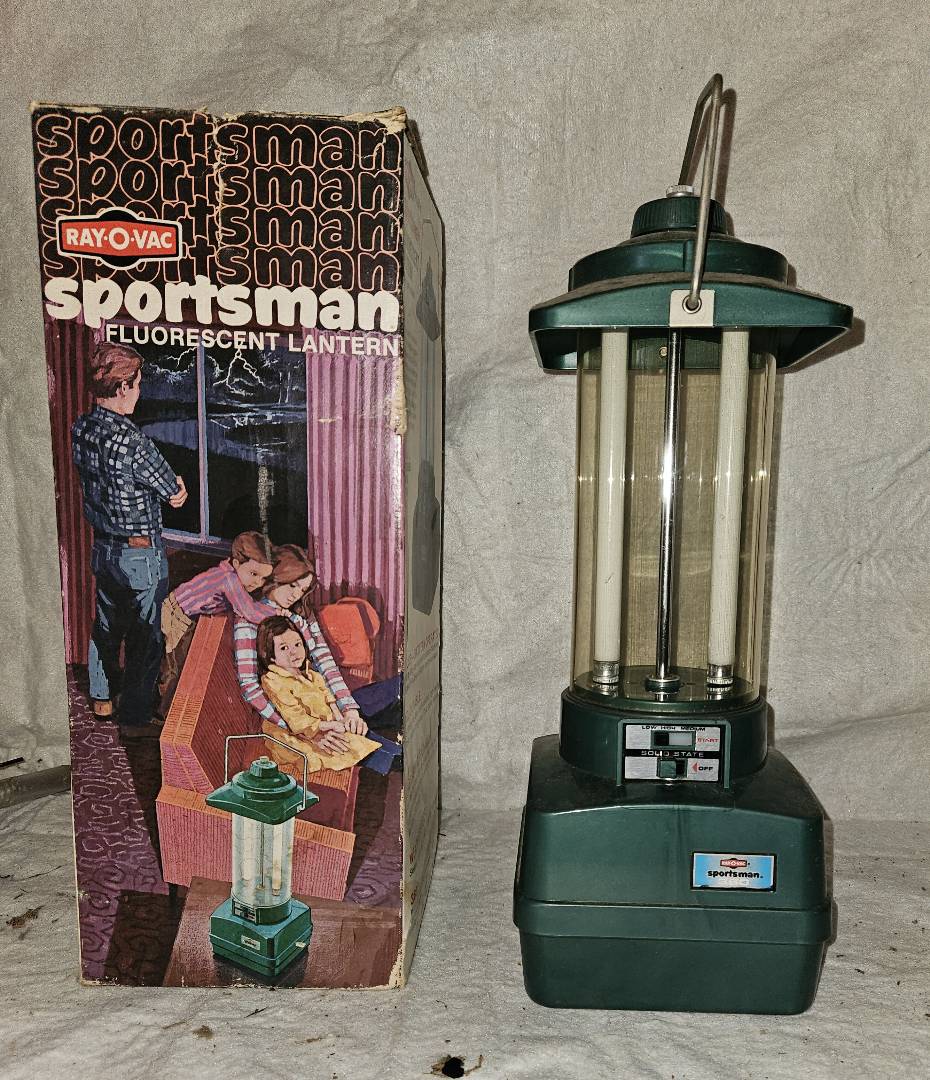 sportsman
sportsman
sportsman
sportsman
RAY·O·VAC
sportsman
FLUORESCENT LANTERN
LOW HIGH MEDIUM
START
SOLID STATE
OFF
RAY·O·VAC
sportsman